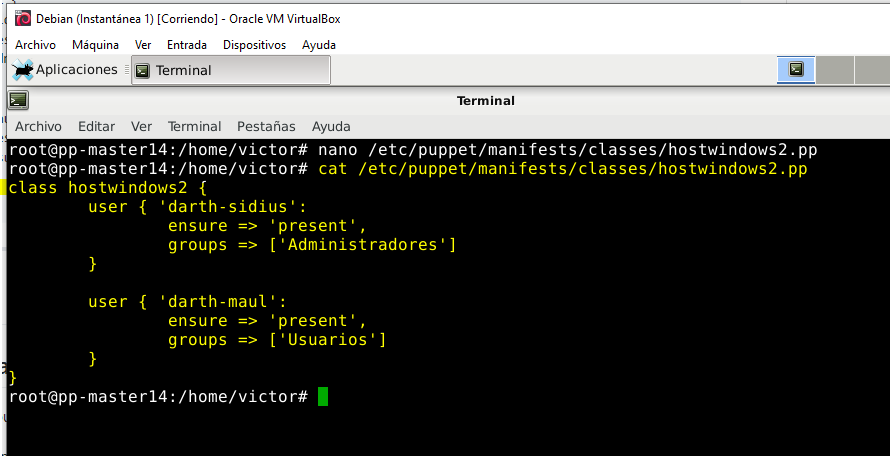 Debian (Instantánea 1) [Corriendo] - Oracle VM VirtualBox
Archivo Máquina Ver Entrada Dispositivos Ayuda
Aplicaciones Terminal
Terminal
Archivo Editar Ver Terminal Pestañas Ayuda
root@pp-master14:/home/victor# nano /etc/puppet/manifests/classes/hostwindows2.pp
root@pp-master14:/home/victor# cat /etc/puppet/manifests/classes/hostwindows2.pp
class hostwindows2 {
        user { 'darth-sidius':
                ensure => 'present',
                groups => ['Administradores']
        }

        user { 'darth-maul':
                ensure => 'present',
                groups => ['Usuarios']
        }
}
root@pp-master14:/home/victor#